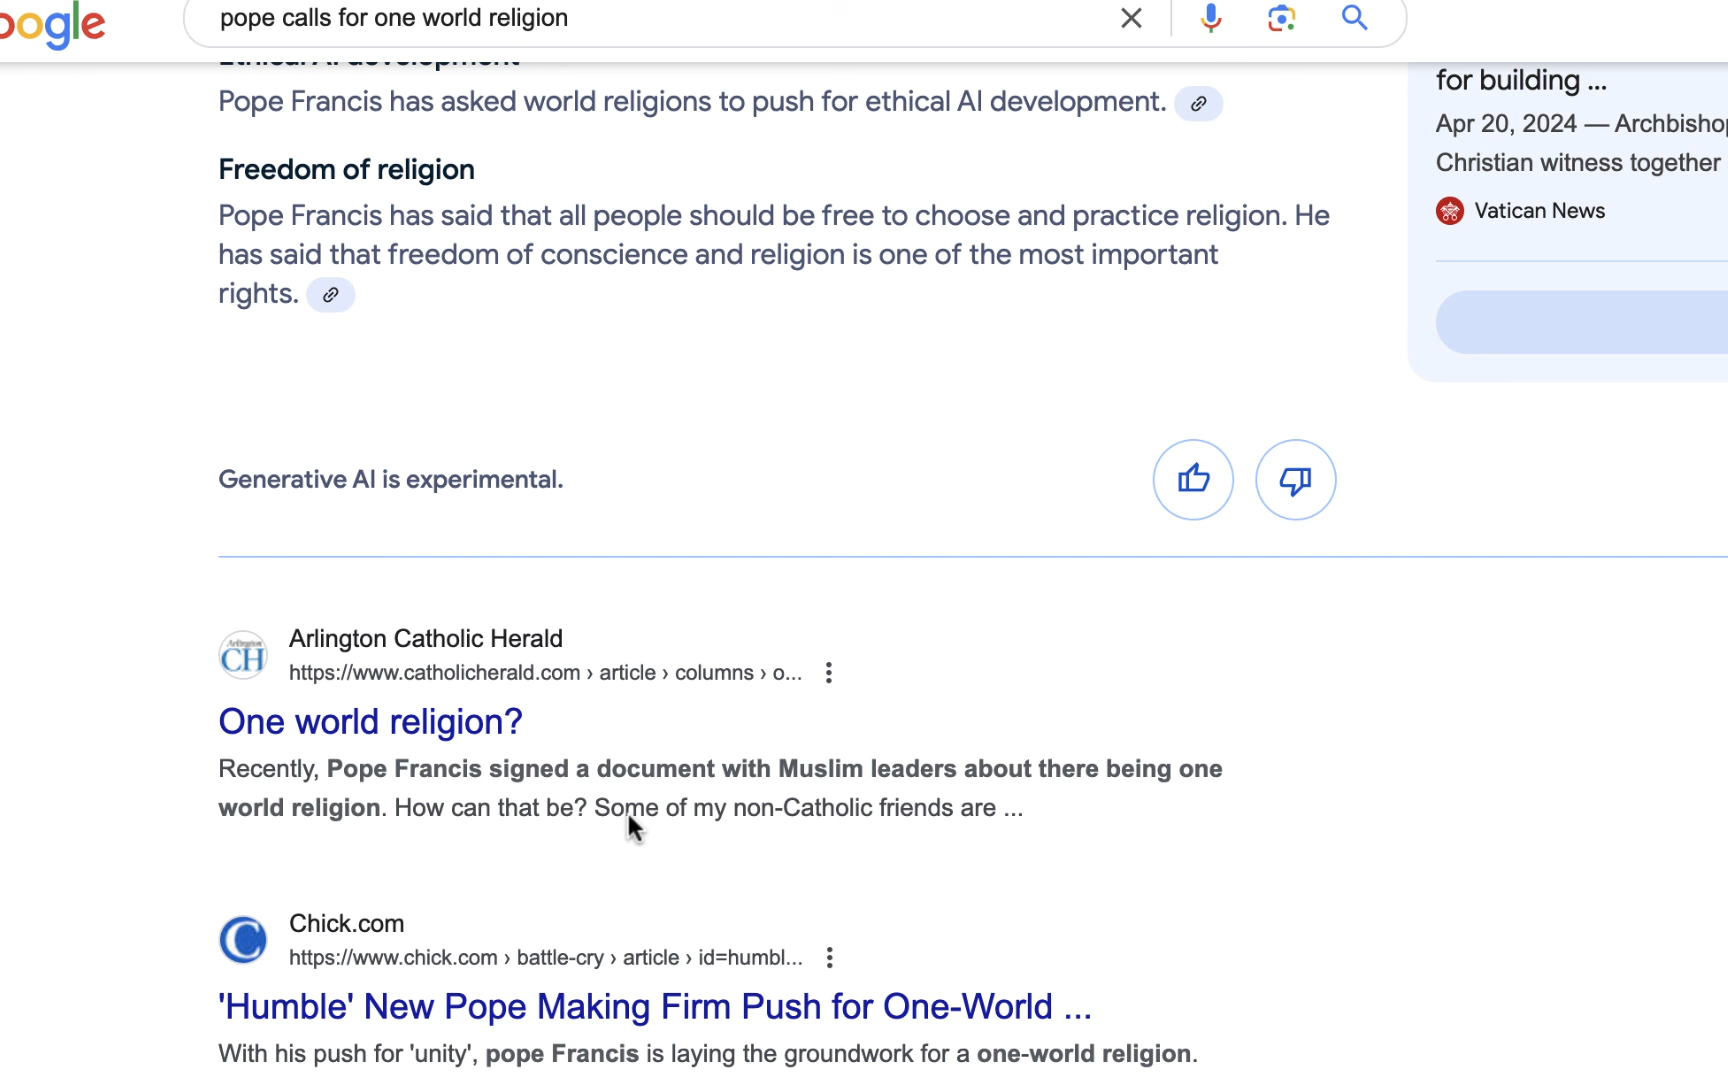 oogle
pope calls for one world religion
Ethical AI development
Pope Francis has asked world religions to push for ethical AI development.
Freedom of religion
Pope Francis has said that all people should be free to choose and practice religion. He
has said that freedom of conscience and religion is one of the most important
rights.
for building ...
Apr 20, 2024 — Archbishop
Christian witness together
Vatican News
Generative AI is experimental.
Arlington
CH
Arlington Catholic Herald
https://www.catholicherald.com › article › columns › o...
One world religion?
Recently, Pope Francis signed a document with Muslim leaders about there being one
world religion. How can that be? Some of my non-Catholic friends are ...
C
Chick.com
https://www.chick.com › battle-cry › article › id=humbl...
'Humble' New Pope Making Firm Push for One-World ...
With his push for 'unity', pope Francis is laying the groundwork for a one-world religion.